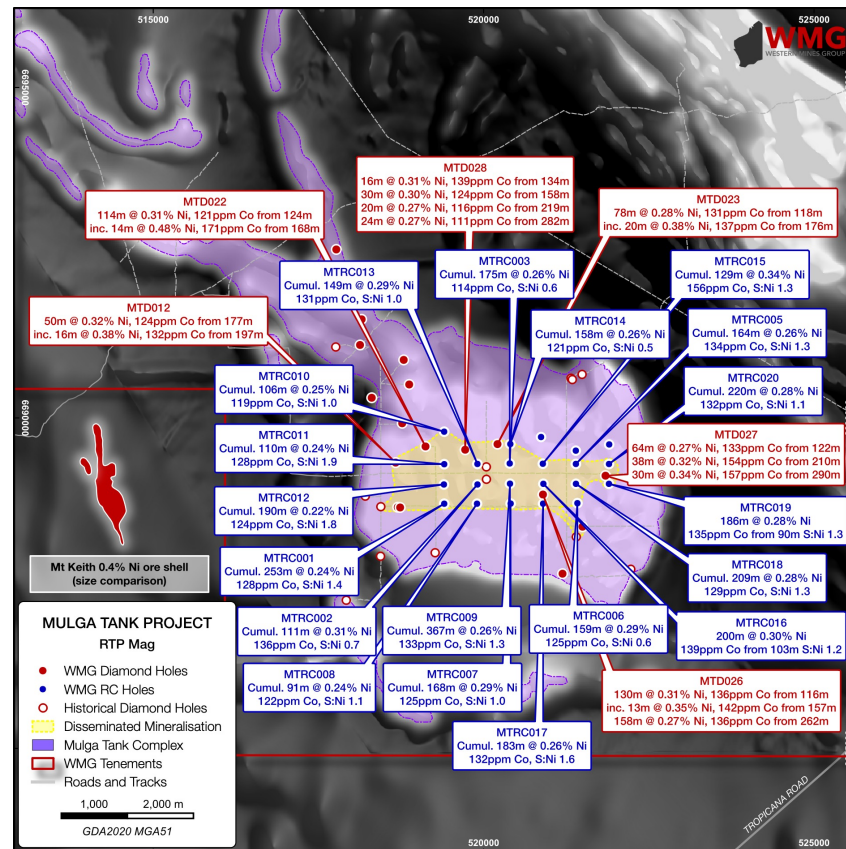 515000
520000
525000
WMG
WESTERN MINES GROUP
6695000
MTD028
16m @ 0.31% Ni, 139ppm Co from 134m
30m @ 0.30% Ni, 124ppm Co from 158m
20m @ 0.27% Ni, 116ppm Co from 219m
24m @ 0.27% Ni, 111ppm Co from 282m
MTD022
114m @ 0.31% Ni, 121ppm Co from 124m
inc. 14m @ 0.48% Ni, 171ppm Co from 168m
MTD023
78m @ 0.28% Ni, 131ppm Co from 118m
inc. 20m @ 0.38% Ni, 137ppm Co from 176m
MTRC013
Cumul. 149m @ 0.29% Ni
131ppm Co, S:Ni 1.0
MTRC003
Cumul. 175m @ 0.26% Ni
114ppm Co, S:Ni 0.6
MTRC015
Cumul. 129m @ 0.34% Ni
156ppm Co, S:Ni 1.3
MTD012
50m @ 0.32% Ni, 124ppm Co from 177m
inc. 16m @ 0.38% Ni, 132ppm Co from 197m
MTRC014
Cumul. 158m @ 0.26% Ni
121ppm Co, S:Ni 0.5
MTRC005
Cumul. 164m @ 0.26% Ni
134ppm Co, S:Ni 1.3
MTRC010
Cumul. 106m @ 0.25% Ni
119ppm Co, S:Ni 1.0
MTRC020
Cumul. 220m @ 0.28% Ni
132ppm Co, S:Ni 1.1
6690000
MTRC011
Cumul. 110m @ 0.24% Ni
128ppm Co, S:Ni 1.9
MTD027
64m @ 0.27% Ni, 133ppm Co from 122m
38m @ 0.32% Ni, 154ppm Co from 210m
30m @ 0.34% Ni, 157ppm Co from 290m
MTRC012
Cumul. 190m @ 0.22% Ni
124ppm Co, S:Ni 1.8
MTRC019
186m @ 0.28% Ni
135ppm Co from 90m S:Ni 1.3
Mt Keith 0.4% Ni ore shell
(size comparison)
MTRC001
Cumul. 253m @ 0.24% Ni
128ppm Co, S:Ni 1.4
MTRC018
Cumul. 209m @ 0.28% Ni
129ppm Co, S:Ni 1.3
MTRC002
Cumul. 111m @ 0.31% Ni
136ppm Co, S:Ni 0.7
MTRC009
Cumul. 367m @ 0.26% Ni
133ppm Co, S:Ni 1.3
MTRC006
Cumul. 159m @ 0.29% Ni
125ppm Co, S:Ni 0.6
MTRC016
200m @ 0.30% Ni
139ppm Co from 103m S:Ni 1.2
MTRC008
Cumul. 91m @ 0.24% Ni
122ppm Co, S:Ni 1.1
MTRC007
Cumul. 168m @ 0.29% Ni
125ppm Co, S:Ni 1.0
MTD026
130m @ 0.31% Ni, 136ppm Co from 116m
inc. 13m @ 0.35% Ni, 142ppm Co from 157m
158m @ 0.27% Ni, 136ppm Co from 262m
MTRC017
Cumul. 183m @ 0.26% Ni
132ppm Co, S:Ni 1.6
MULGA TANK PROJECT
RTP Mag
WMG Diamond Holes
WMG RC Holes
Historical Diamond Holes
Disseminated Mineralisation
Mulga Tank Complex
WMG Tenements
Roads and Tracks
1,000 2,000 m
GDA2020 MGA51
TROPICANA ROAD
520000
525000